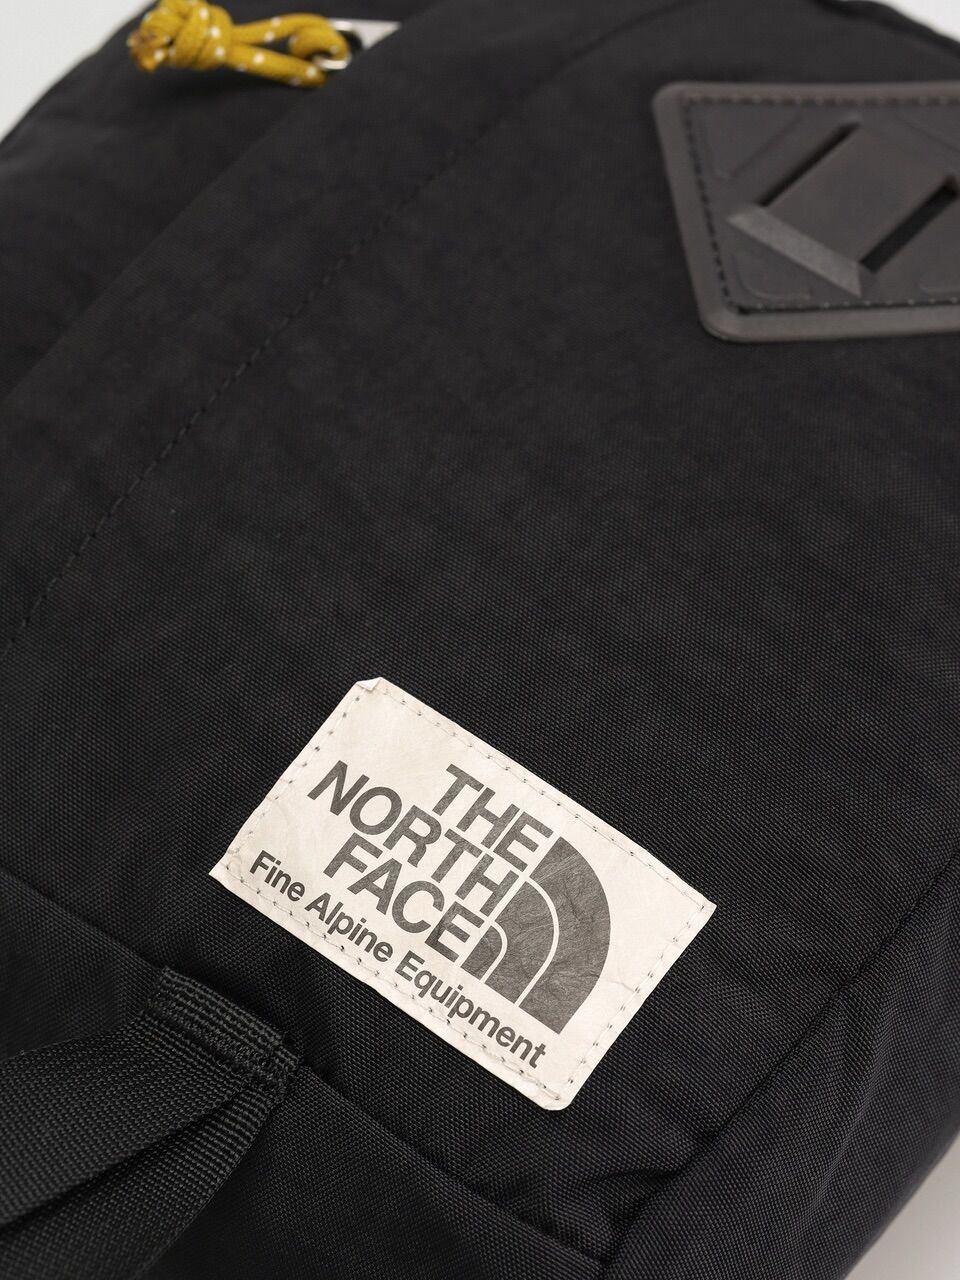 THE
NORTH
FACE
Fine Alpine Equipment